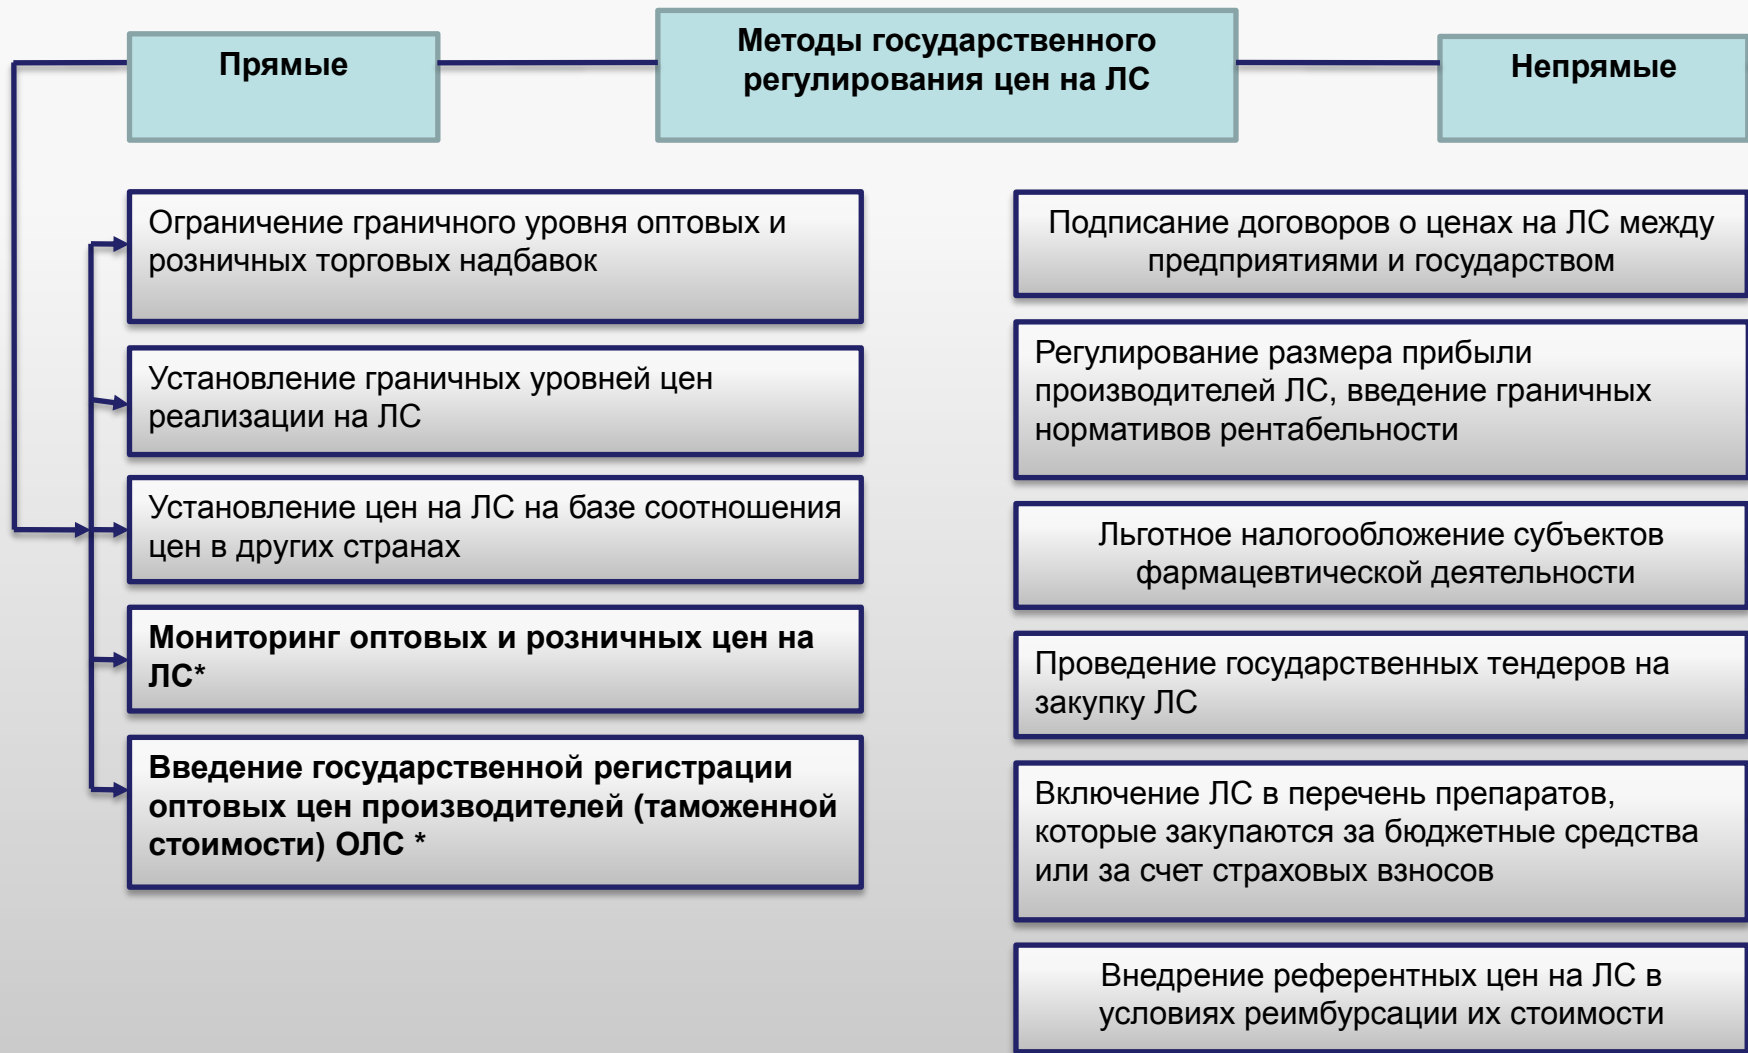 Прямые
Методы государственного
регулирования цен на ЛС
Непрямые
Ограничение граничного уровня оптовых и
розничных торговых надбавок
Установление граничных уровней цен
реализации на ЛС
Установление цен на ЛС на базе соотношения
цен в других странах
Мониторинг оптовых и розничных цен на
ЛС*
Введение государственной регистрации
оптовых цен производителей (таможенной
стоимости) ОЛС *
Подписание договоров о ценах на ЛС между
предприятиями и государством
Регулирование размера прибыли
производителей ЛС, введение граничных
нормативов рентабельности
Льготное налогообложение субъектов
фармацевтической деятельности
Проведение государственных тендеров на
закупку ЛС
Включение ЛС в перечень препаратов,
которые закупаются за бюджетные средства
или за счет страховых взносов
Внедрение референтных цен на ЛС в
условиях реимбурсации их стоимости